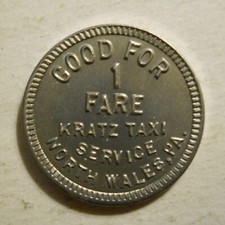 GOOD FOR
1
FARE
KRATZ TAXI
SERVICE
NORTH WALES, PA.